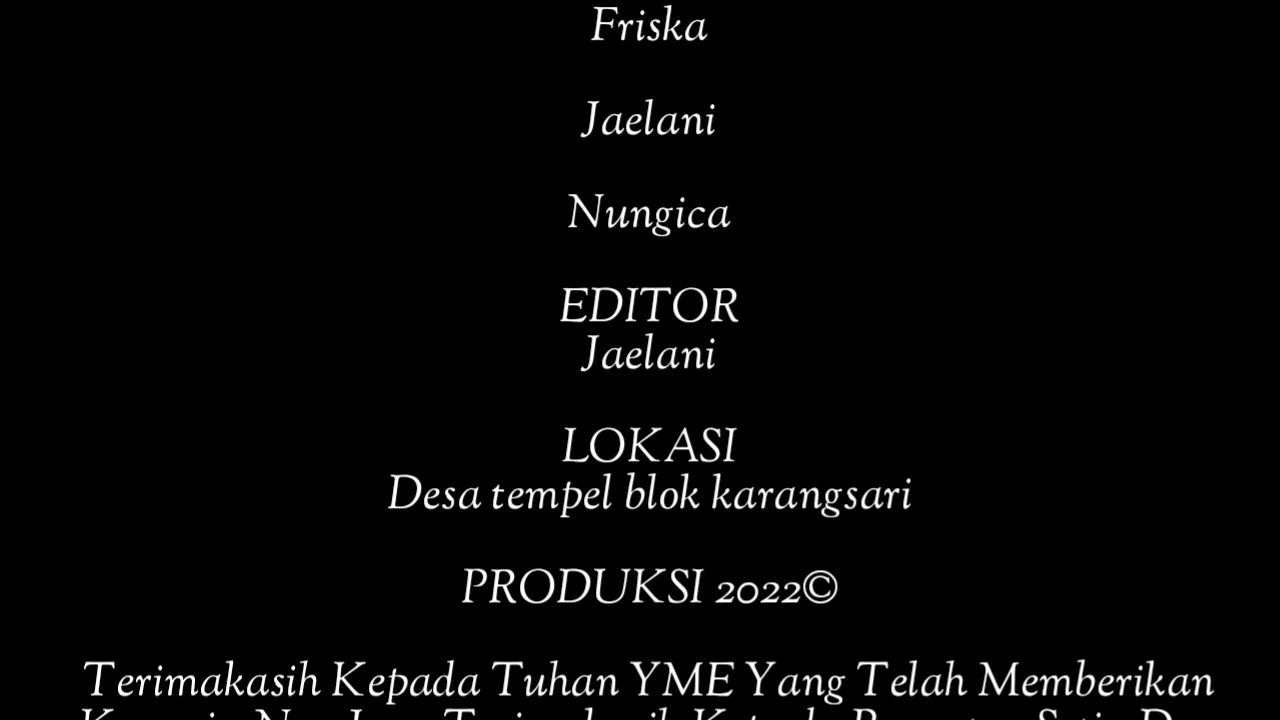 Friska
Jaelani
Nungica
EDITOR
Jaelani
LOKASI
Desa tempel blok karangsari
PRODUKSI 2022©
Terimakasih Kepada Tuhan YME Yang Telah Memberikan